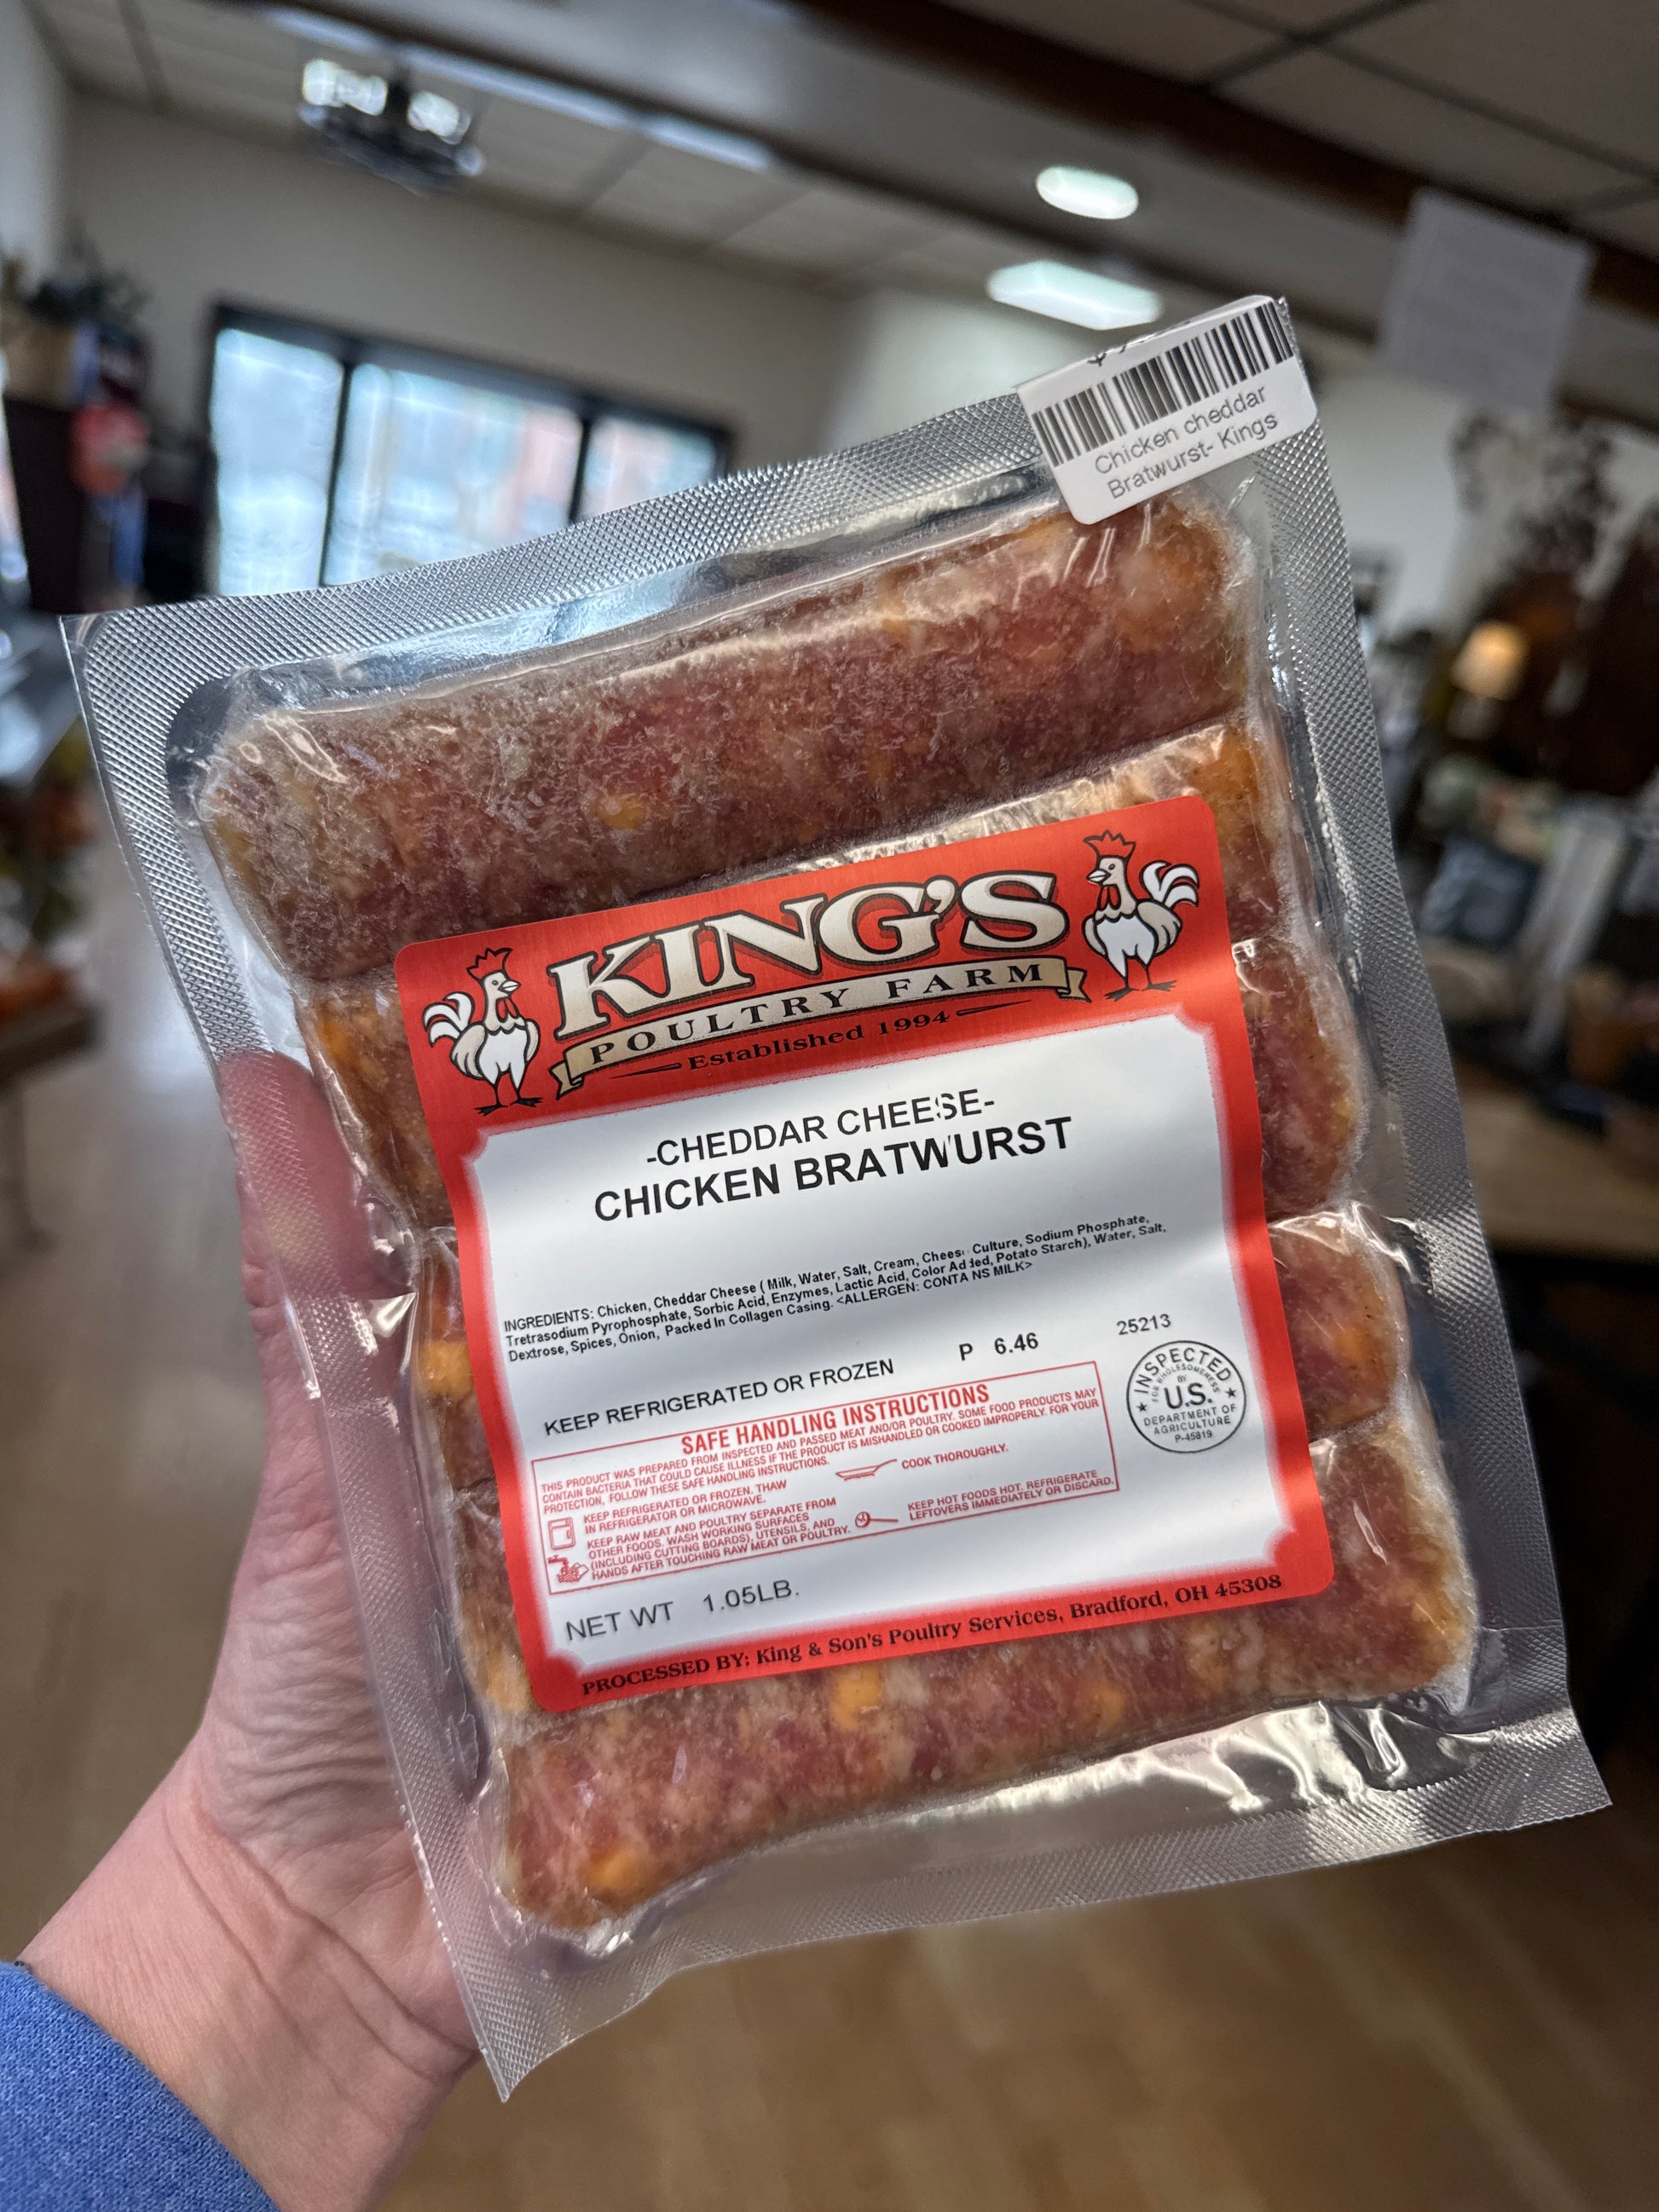 Chicken cheddar
Bratwurst- Kings
KING'S
POULTRY FARM
Established 1994
-CHEDDAR CHEESE-
CHICKEN BRATWURST
INGREDIENTS: Chicken, Cheddar Cheese ( Milk, Water, Salt, Cream, Chees Culture, Sodium Phosphate,
Tretrasodium Pyrophosphate, Sorbic Acid, Enzymes, Lactic Acid, Color Added, Potato Starch), Water, Salt,
Dextrose, Spices, Onion, Packed In Collagen Casing. <ALLERGEN: CONTA NS MILK>
KEEP REFRIGERATED OR FROZEN
P 6.46
25213
SAFE HANDLING INSTRUCTIONS
THIS PRODUCT WAS PREPARED FROM INSPECTED AND PASSED MEAT AND/OR POULTRY. SOME FOOD PRODUCTS MAY
CONTAIN BACTERIA THAT COULD CAUSE ILLNESS IF THE PRODUCT IS MISHANDLED OR COOKED IMPROPERLY. FOR YOUR
PROTECTION, FOLLOW THESE SAFE HANDLING INSTRUCTIONS.
KEEP REFRIGERATED OR FROZEN. THAW
IN REFRIGERATOR OR MICROWAVE.
KEEP RAW MEAT AND POULTRY SEPARATE FROM
OTHER FOODS. WASH WORKING SURFACES
(INCLUDING CUTTING BOARDS), UTENSILS, AND
HANDS AFTER TOUCHING RAW MEAT OR POULTRY.
COOK THOROUGHLY.
KEEP HOT FOODS HOT. REFRIGERATE
LEFTOVERS IMMEDIATELY OR DISCARD.
INSPECTED
FOR WHOLESOMENESS
BY
U.S.
DEPARTMENT OF
AGRICULTURE
P-45819
NET WT 1.05LB.
PROCESSED BY: King & Son's Poultry Services, Bradford, OH 45308